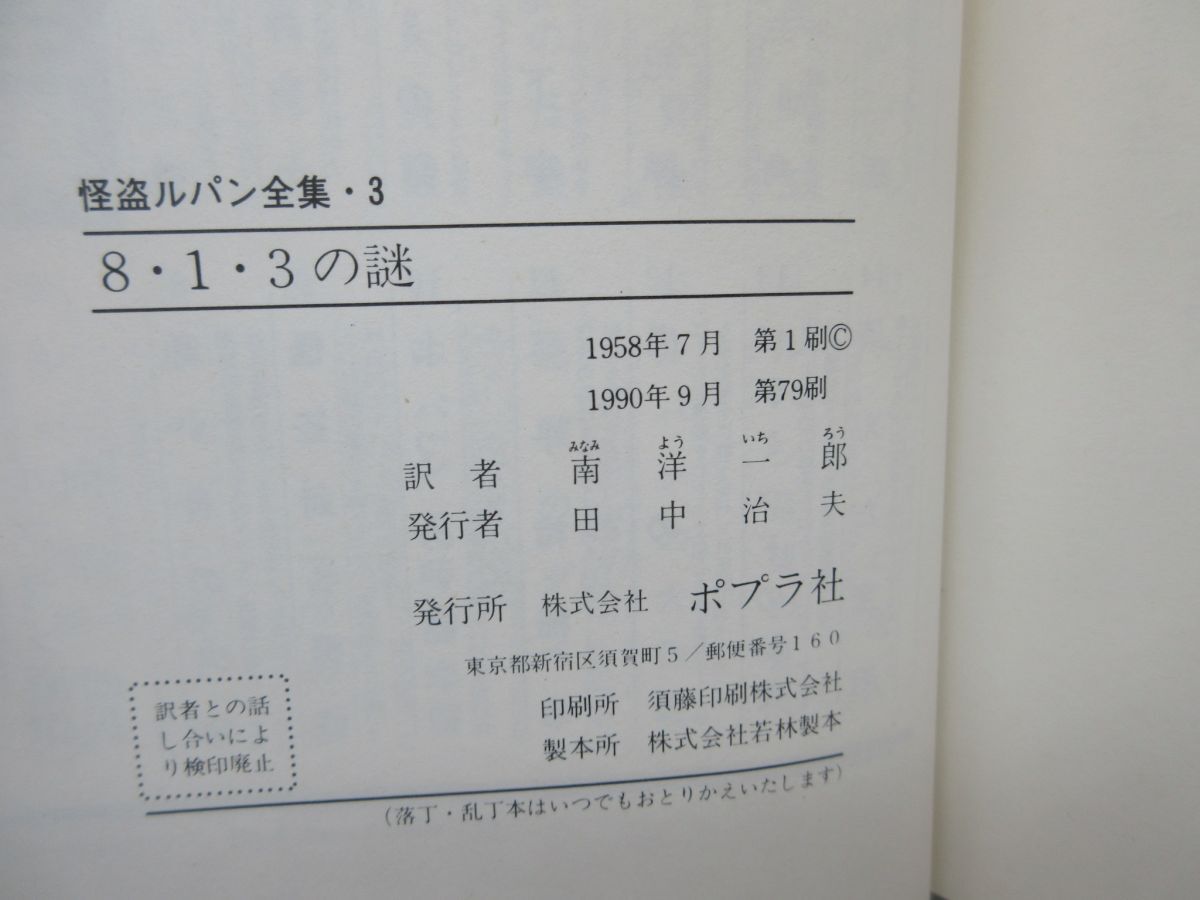 怪盗ルパン全集・3
8・1・3の謎
1958年7月 第1刷©
1990年9月 第79刷
みなみ よう いち ろう
訳者 南洋一郎
発行者 田中治夫
発行所 株式会社 ポプラ社
東京都新宿区須賀町5/郵便番号160
印刷所 須藤印刷株式会社
製本所 株式会社若林製本
訳者との話
し合いによ
り検印廃止
(落丁・乱丁本はいつでもおとりかえいたします)